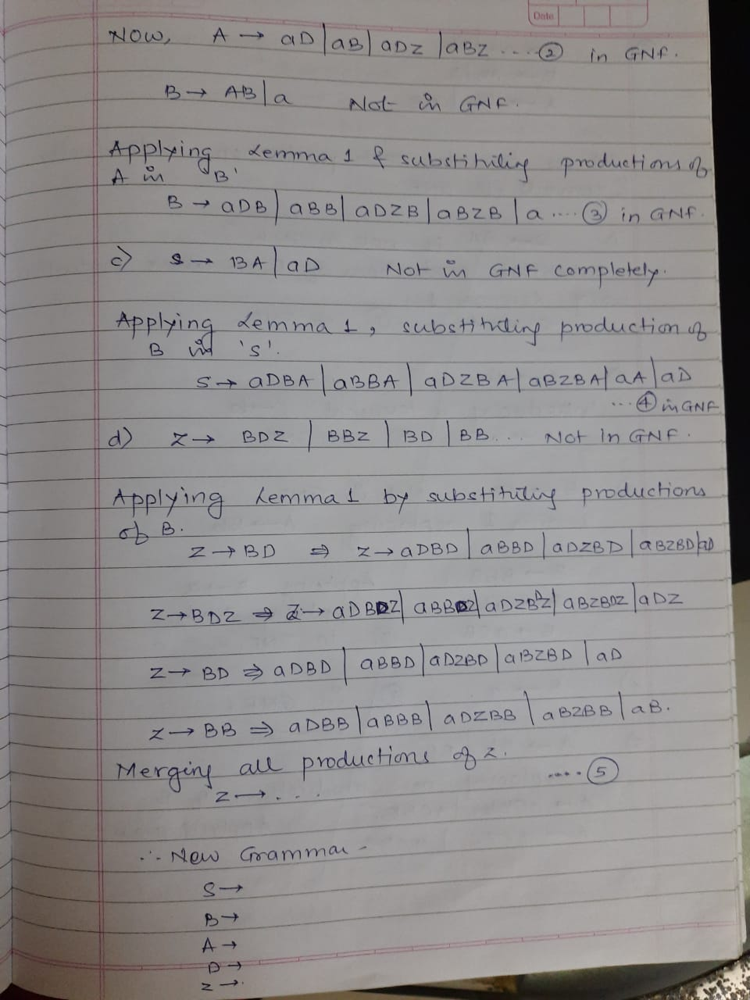 Date
Now, A → aD | aB | aDZ | aBZ .... ② in GNF.
B → AB | a Not in GNF.
Applying Lemma 1 & substituting productions of
A in 'B'
B → aDB | aBB | aDZB | aBZB | a .... ③ in GNF.
c) S → BA | aD Not in GNF completely.
Applying Lemma 1, substituting production of
B in 'S'.
S → aDBA | aBBA | aDZBA | aBZBA | aA | aD
... ④ in GNF
d) Z → BDZ | BBZ | BD | BB... Not in GNF.
Applying Lemma 1 by substituting productions
of B.
Z → BD ⇒ Z → aDBD | aBBD | aDZBD | aBZBD | aD
Z → BDZ ⇒ Z → aDBDZ | aBBDZ | aDZBDZ | aBZBDZ | aDZ
Z → BD ⇒ aDBD | aBBD | aDZBD | aBZBD | aD
Z → BB ⇒ aDBB | aBBB | aDZBB | aBZBB | aB.
Merging all productions of Z.
.... ⑤
Z → ...
∴ New Grammar -
S →
B →
A →
D →
Z →.